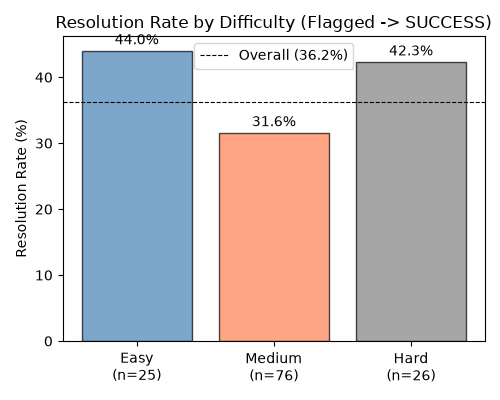 Resolution Rate by Difficulty (Flagged -> SUCCESS)
44.0%
Overall (36.2%)
42.3%
31.6%
Resolution Rate (%)
40
30
20
10
0
Easy
(n=25)
Medium
(n=76)
Hard
(n=26)